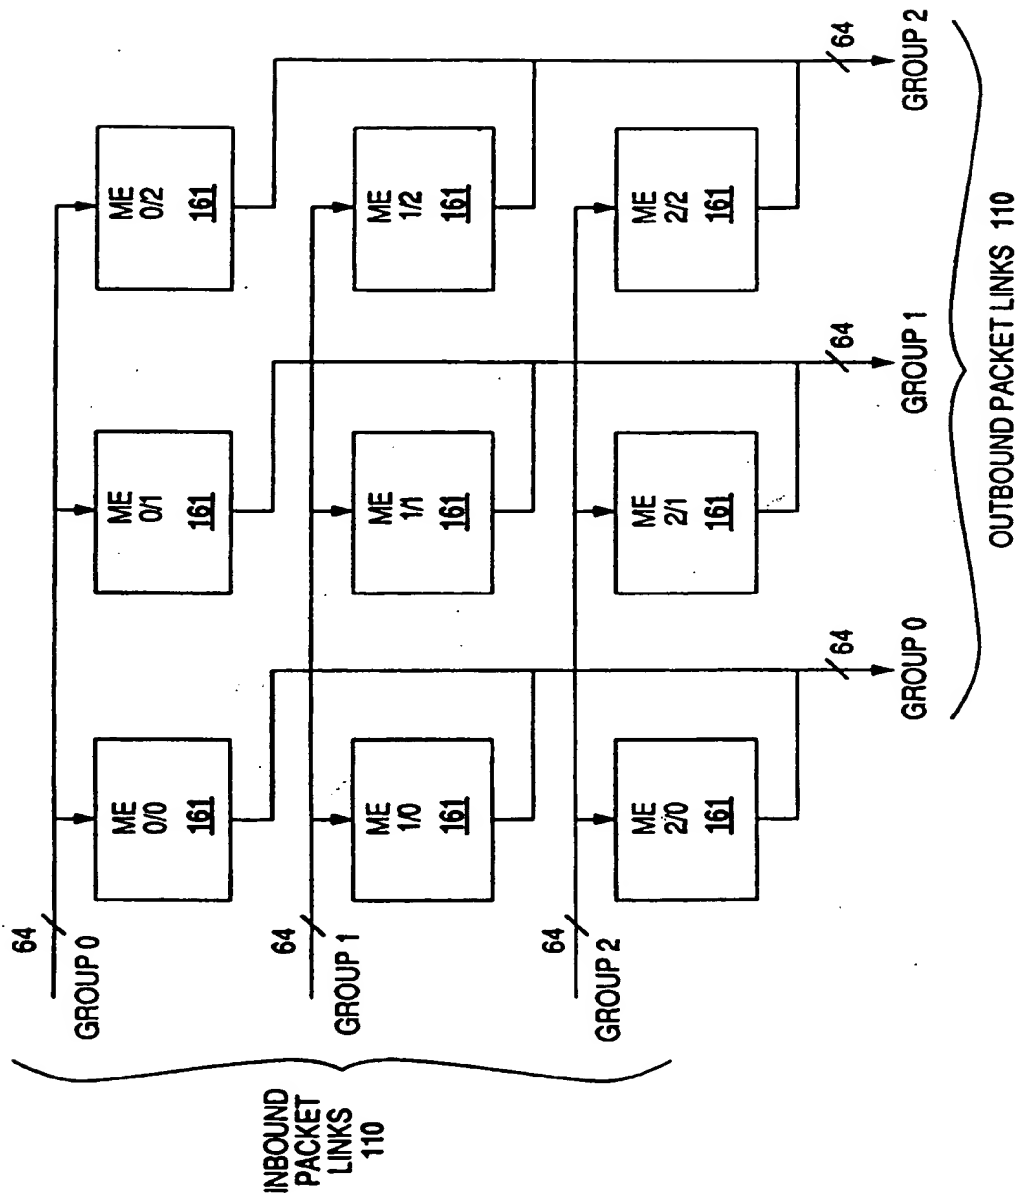 INBOUND
PACKET
LINKS
110
64
GROUP 0
64
GROUP 1
64
GROUP 2
ME
0/0
161
ME
0/1
161
ME
0/2
161
ME
1/0
161
ME
1/1
161
ME
1/2
161
ME
2/0
161
ME
2/1
161
ME
2/2
161
64
GROUP 0
64
GROUP 1
64
GROUP 2
OUTBOUND PACKET LINKS 110